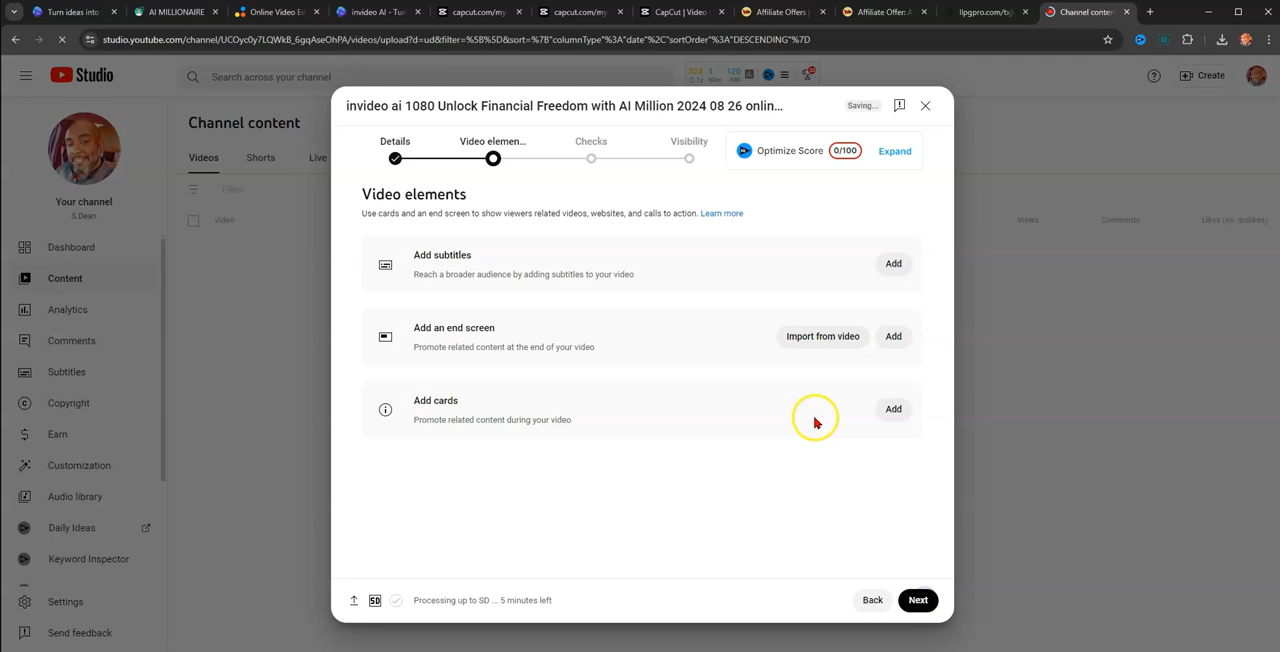 Turn ideas into
AI MILLIONAIRE
Online Video Ed
invideo AI - Tur
capcut.com/my
capcut.com/my
CapCut | Video
Affiliate Offers |
Affiliate Offer: A
llpgpro.com/txj
Channel conten
studio.youtube.com/channel/UCOyc0y7LQWkB_6gqAseOhPA/videos/upload?d=ud&filter=%5B%5D&sort=%7B"columnType"%3A"date"%2C"sortOrder"%3A"DESCENDING"%7D
Studio
Search across your channel
324 1 120
Create
Your channel
S.Dean
Dashboard
Content
Analytics
Comments
Subtitles
Copyright
Earn
Customization
Audio library
Daily Ideas
Keyword Inspector
Settings
Send feedback
Channel content
Videos
Shorts
Live
Filter
Video
Views
Comments
Likes (vs. dislikes)
invideo ai 1080 Unlock Financial Freedom with AI Million 2024 08 26 onlin...
Saving...
Details
Video elemen...
Checks
Visibility
Optimize Score
0/100
Expand
Video elements
Use cards and an end screen to show viewers related videos, websites, and calls to action. Learn more
Add subtitles
Reach a broader audience by adding subtitles to your video
Add
Add an end screen
Promote related content at the end of your video
Import from video
Add
Add cards
Promote related content during your video
Add
SD
Processing up to SD ... 5 minutes left
Back
Next